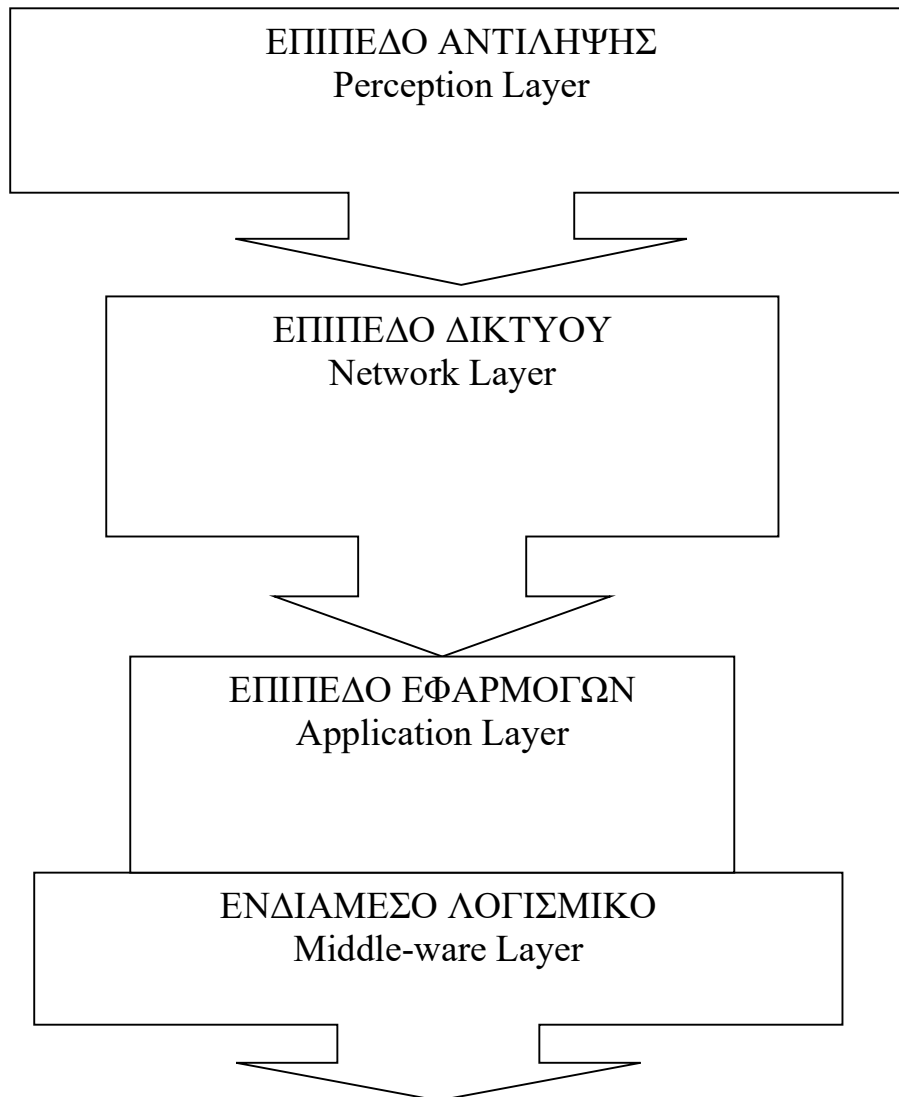 ΕΠΙΠΕΔΟ ΑΝΤΙΛΗΨΗΣ
Perception Layer
ΕΠΙΠΕΔΟ ΔΙΚΤΥΟΥ
Network Layer
ΕΠΙΠΕΔΟ ΕΦΑΡΜΟΓΩΝ
Application Layer
ΕΝΔΙΑΜΕΣΟ ΛΟΓΙΣΜΙΚΟ
Middle-ware Layer